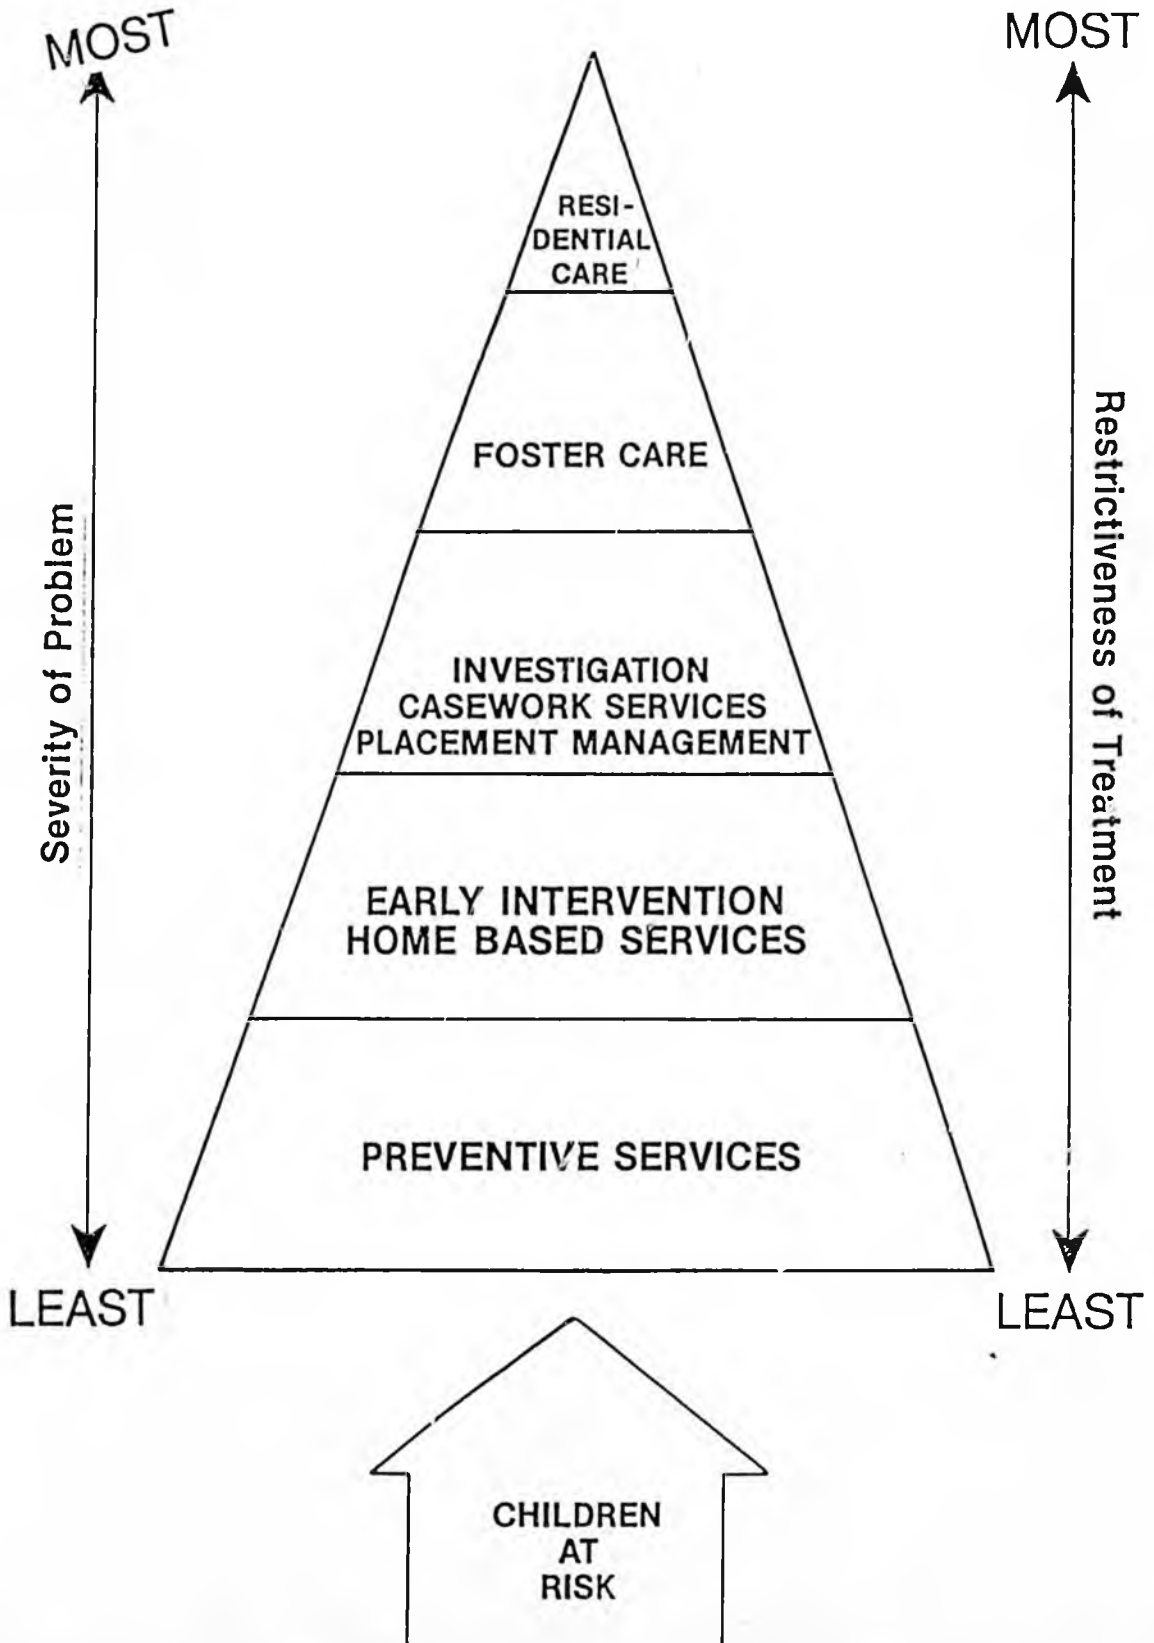 MOST
MOST
RESI-
DENTIAL
CARE
FOSTER CARE
INVESTIGATION
CASEWORK SERVICES
PLACEMENT MANAGEMENT
EARLY INTERVENTION
HOME BASED SERVICES
PREVENTIVE SERVICES
Severity of Problem
Restrictiveness of Treatment
LEAST
LEAST
CHILDREN
AT
RISK